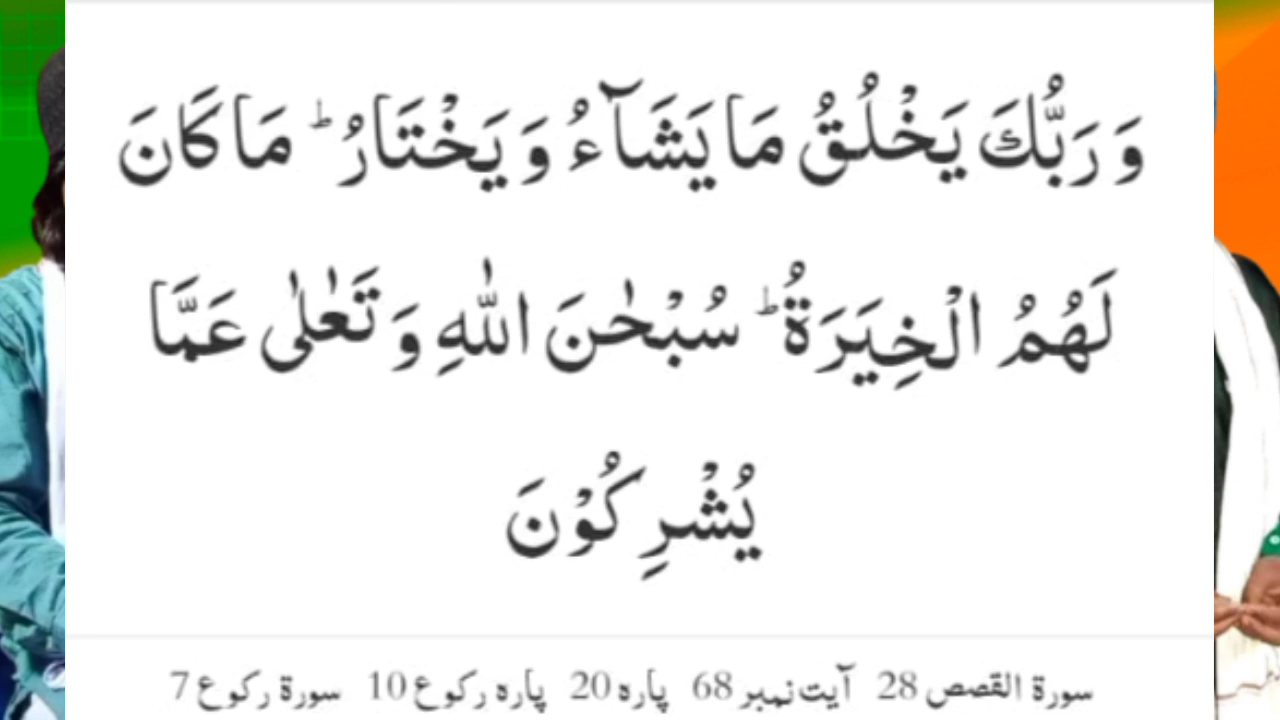 وَ رَبُّكَ یَخْلُقُ مَا یَشَآءُ وَ یَخْتَارُؕ مَا كَانَ
لَهُمُ الْخِیَرَةُؕ سُبْحٰنَ اللّٰهِ وَ تَعٰلٰى عَمَّا
یُشْرِكُوْنَ
سورۃ القصص 28 آیت نمبر 68 پارہ 20 پارہ رکوع 10 سورۃ رکوع 7